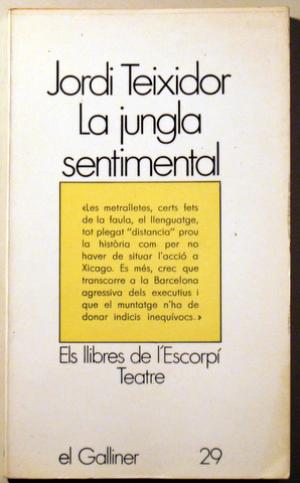 Jordi Teixidor
La jungla
sentimental
«Les metralletes, certs fets
de la faula, el llenguatge,
tot plegat "distancia" prou
la història com per no
haver de situar l'acció a
Xicago. Es més, crec que
transcorre a la Barcelona
agressiva dels executius i
que el muntatge n'ha de
donar indicis inequívocs.»
Els llibres de l'Escorpí
Teatre
el Galliner 29